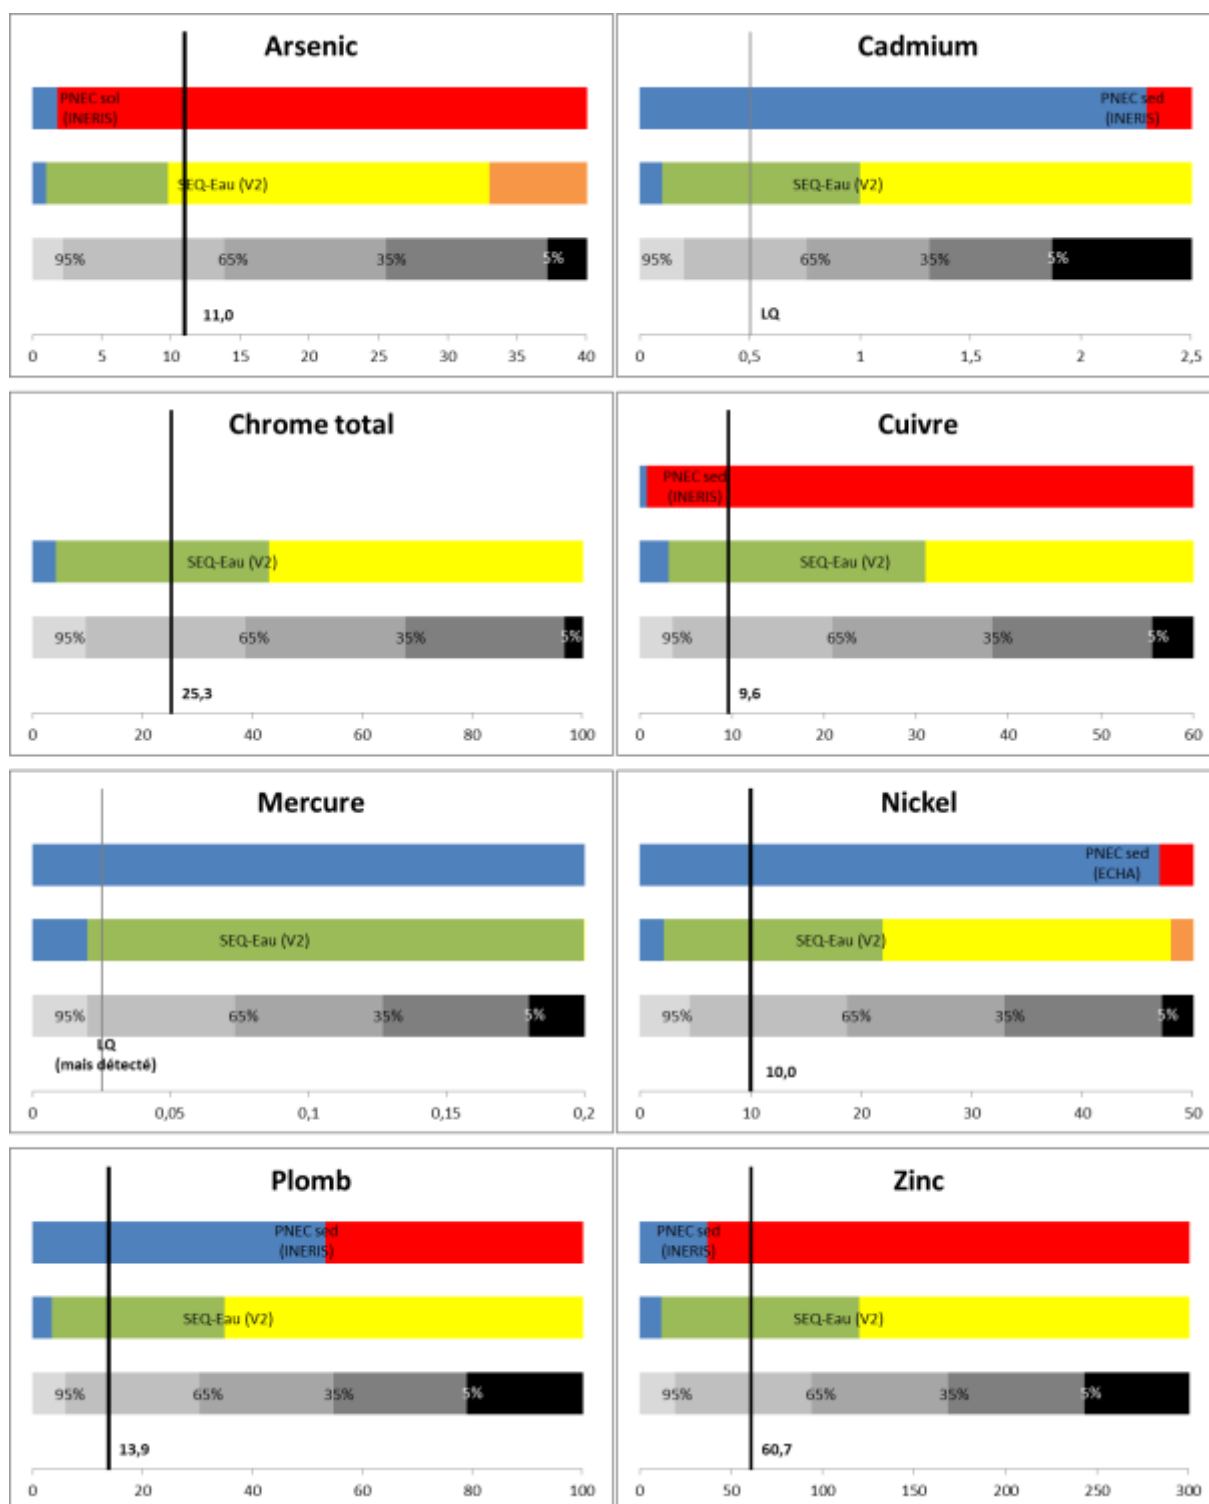 Arsenic
PNEC sol
(INERIS)
SEQ-Eau (V2)
95% 65% 35% 5%
11,0
0 5 10 15 20 25 30 35 40
Cadmium
PNEC sed
(INERIS)
SEQ-Eau (V2)
95% 65% 35% 5%
LQ
0 0,5 1 1,5 2 2,5
Chrome total
SEQ-Eau (V2)
95% 65% 35% 5%
25,3
0 20 40 60 80 100
Cuivre
PNEC sed
(INERIS)
SEQ-Eau (V2)
95% 65% 35% 5%
9,6
0 10 20 30 40 50 60
Mercure
SEQ-Eau (V2)
95% 65% 35% 5%
LQ
(mais détecté)
0 0,05 0,1 0,15 0,2
Nickel
PNEC sed
(ECHA)
SEQ-Eau (V2)
95% 65% 35% 5%
10,0
0 10 20 30 40 50
Plomb
PNEC sed
(INERIS)
SEQ-Eau (V2)
95% 65% 35% 5%
13,9
0 20 40 60 80 100
Zinc
PNEC sed
(INERIS)
SEQ-Eau (V2)
95% 65% 35% 5%
60,7
0 50 100 150 200 250 300